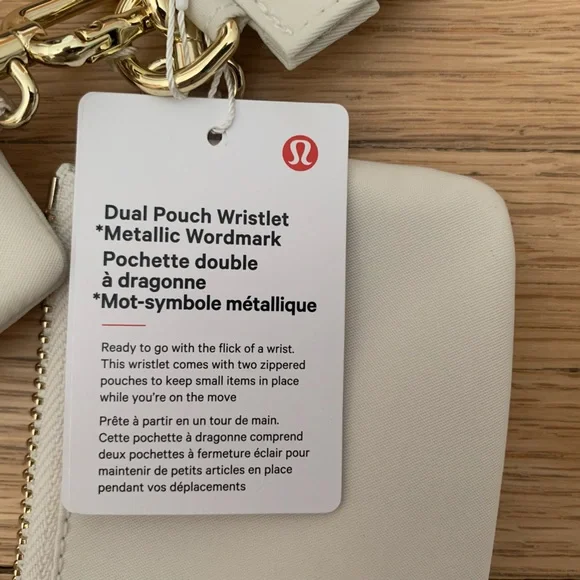 Dual Pouch Wristlet
*Metallic Wordmark
Pochette double
à dragonne
*Mot-symbole métallique
Ready to go with the flick of a wrist.
This wristlet comes with two zippered
pouches to keep small items in place
while you're on the move
Prête à partir en un tour de main.
Cette pochette à dragonne comprend
deux pochettes à fermeture éclair pour
maintenir de petits articles en place
pendant vos déplacements